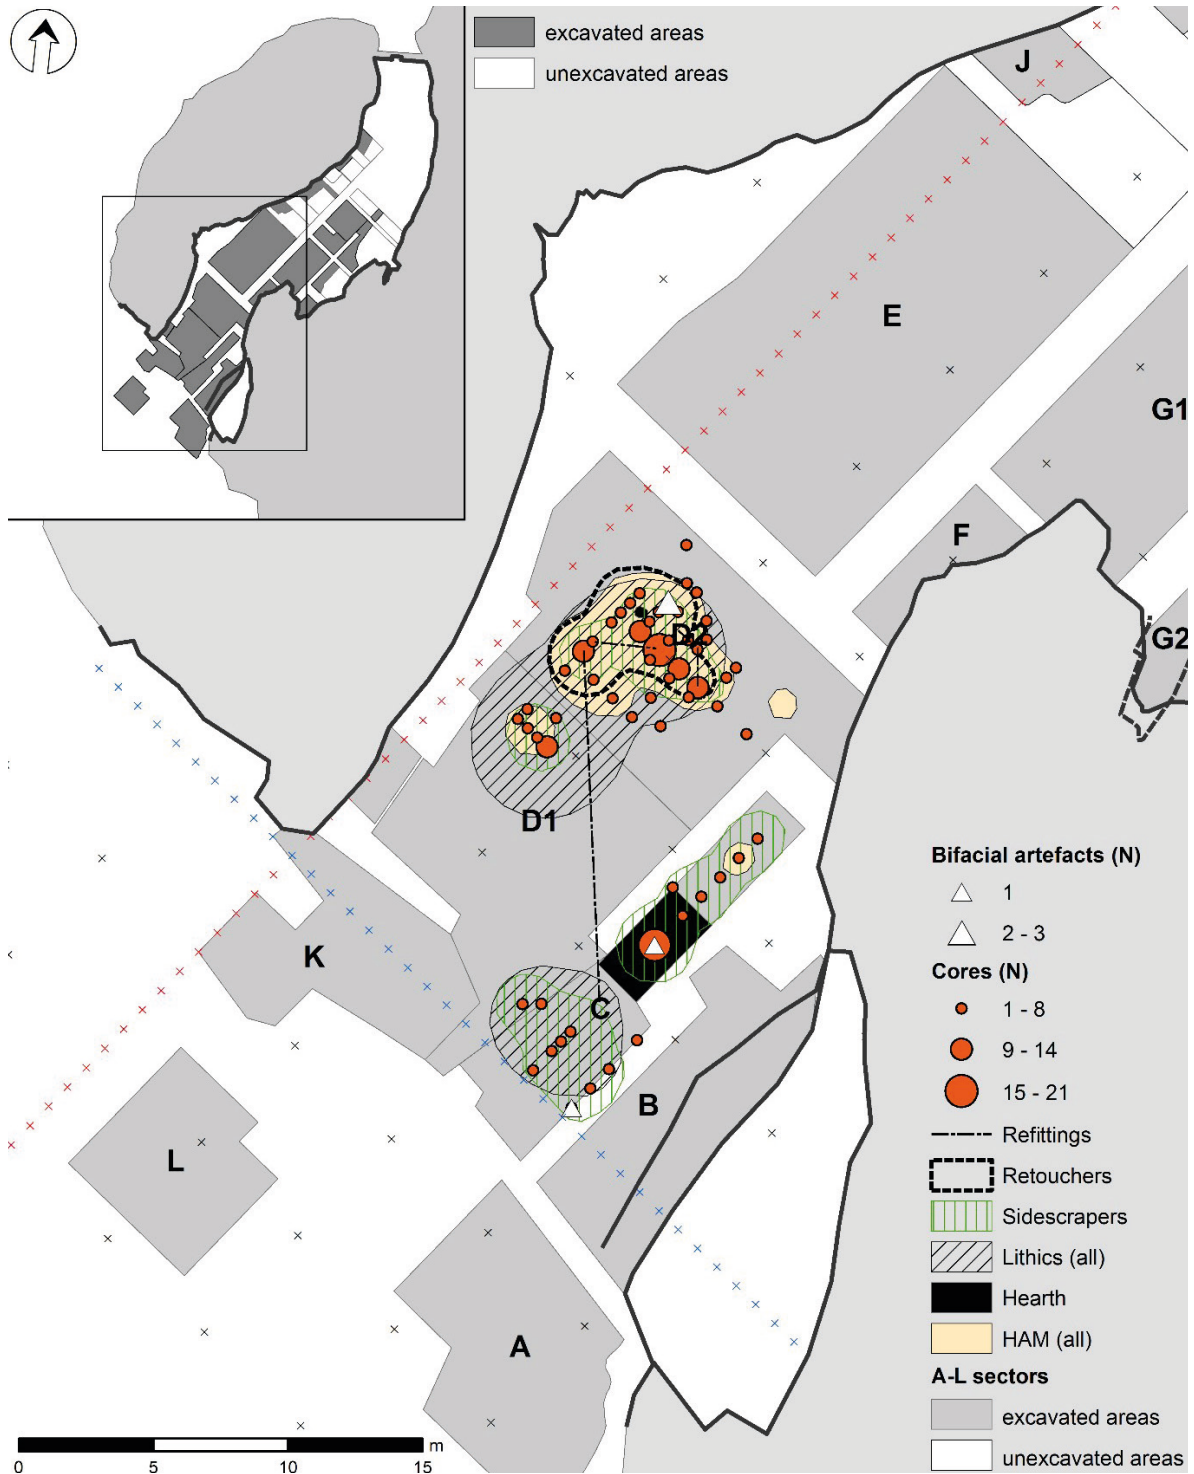 excavated areas
unexcavated areas
J
E
G1
F
G2
D2
D1
K
C
B
L
A
Bifacial artefacts (N)
1
2 - 3
Cores (N)
1 - 8
9 - 14
15 - 21
Refittings
Retouchers
Sidescrapers
Lithics (all)
Hearth
HAM (all)
A-L sectors
excavated areas
unexcavated areas
0 5 10 15 m